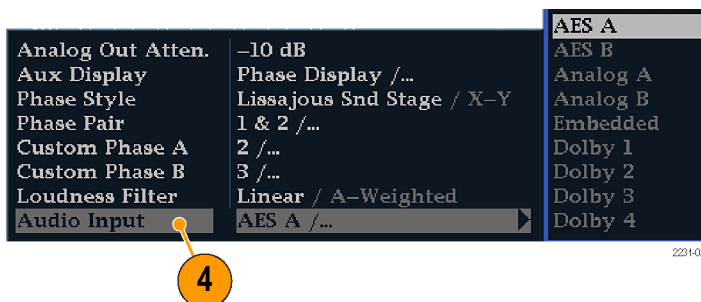 Analog Out Atten. –10 dB
Aux Display Phase Display /...
Phase Style Lissajous Snd Stage / X–Y
Phase Pair 1 & 2 /...
Custom Phase A 2 /...
Custom Phase B 3 /...
Loudness Filter Linear / A–Weighted
Audio Input AES A /...
AES A
AES B
Analog A
Analog B
Embedded
Dolby 1
Dolby 2
Dolby 3
Dolby 4
4